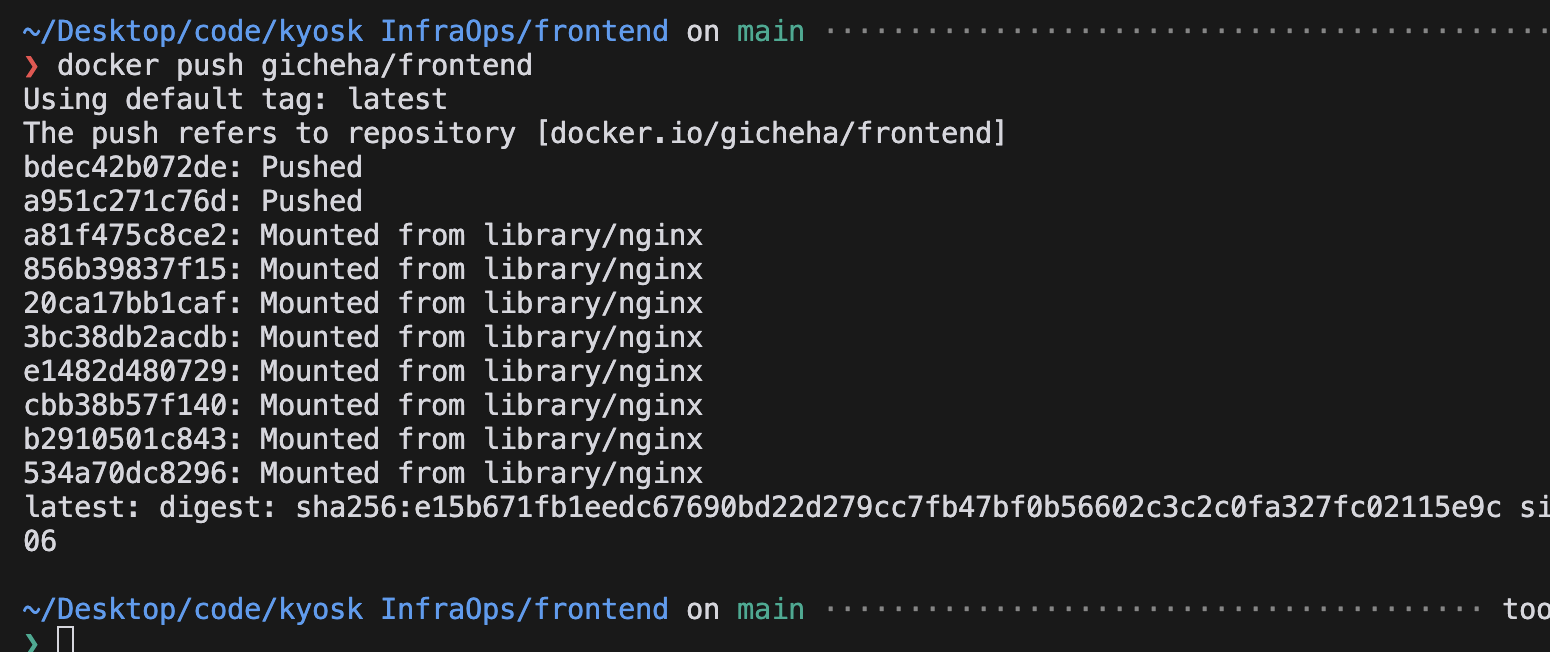 ~/Desktop/code/kyosk InfraOps/frontend on main ········································
❯ docker push gicheha/frontend
Using default tag: latest
The push refers to repository [docker.io/gicheha/frontend]
bdec42b072de: Pushed
a951c271c76d: Pushed
a81f475c8ce2: Mounted from library/nginx
856b39837f15: Mounted from library/nginx
20ca17bb1caf: Mounted from library/nginx
3bc38db2acdb: Mounted from library/nginx
e1482d480729: Mounted from library/nginx
cbb38b57f140: Mounted from library/nginx
b2910501c843: Mounted from library/nginx
534a70dc8296: Mounted from library/nginx
latest: digest: sha256:e15b671fb1eedc67690bd22d279cc7fb47bf0b56602c3c2c0fa327fc02115e9c si
06
~/Desktop/code/kyosk InfraOps/frontend on main ······································· too
❯